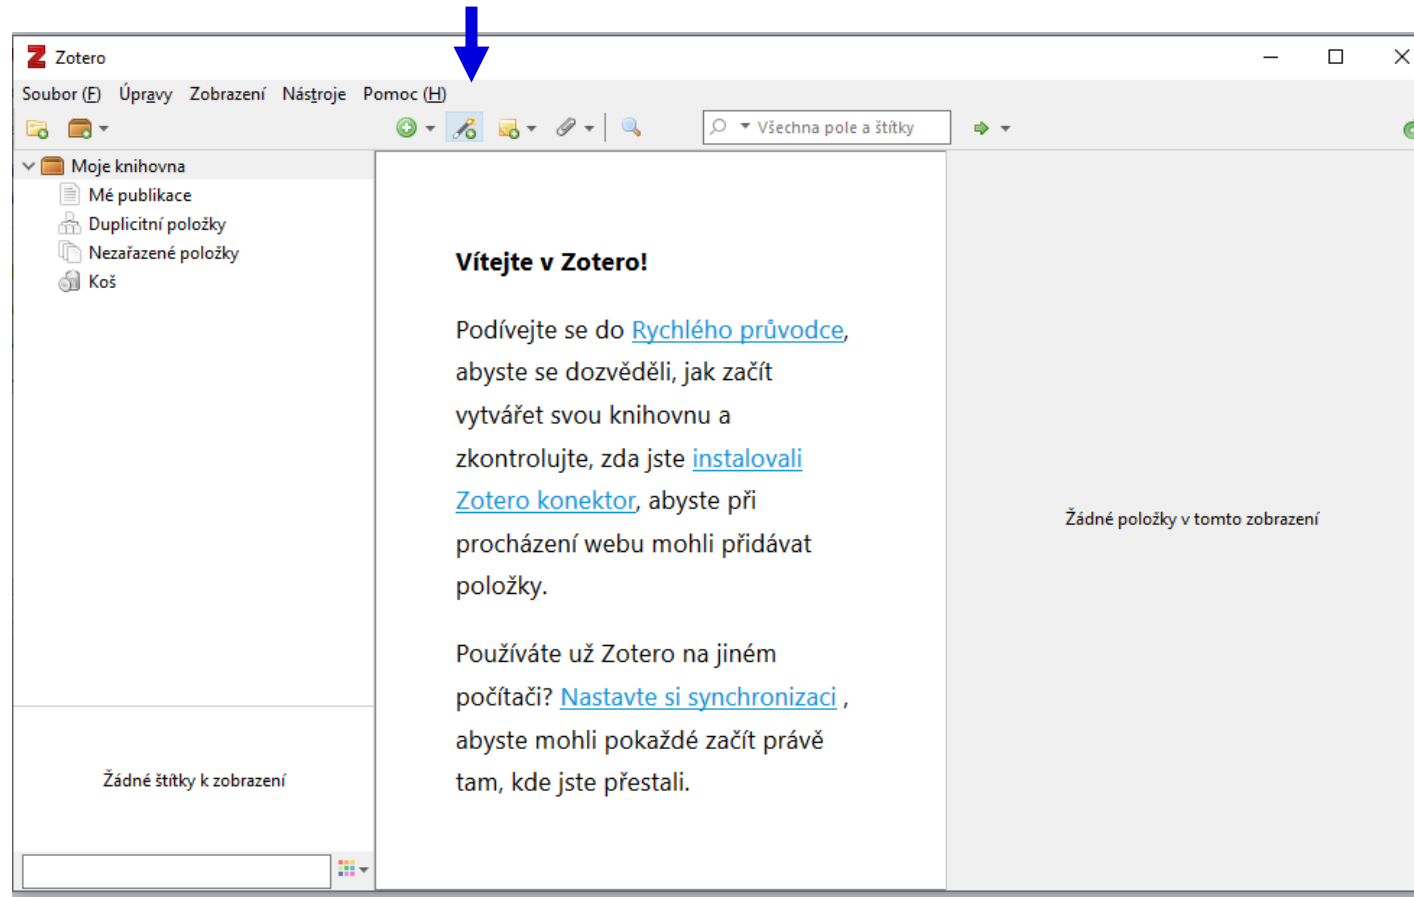 Zotero
Soubor (F) Úpravy Zobrazení Nástroje Pomoc (H)
Všechna pole a štítky
Moje knihovna
Mé publikace
Duplicitní položky
Nezařazené položky
Koš
Vítejte v Zotero!
Podívejte se do Rychlého průvodce,
abyste se dozvěděli, jak začít
vytvářet svou knihovnu a
zkontrolujte, zda jste instalovali
Zotero konektor, abyste při
procházení webu mohli přidávat
položky.
Používáte už Zotero na jiném
počítači? Nastavte si synchronizaci ,
abyste mohli pokaždé začít právě
tam, kde jste přestali.
Žádné položky v tomto zobrazení
Žádné štítky k zobrazení